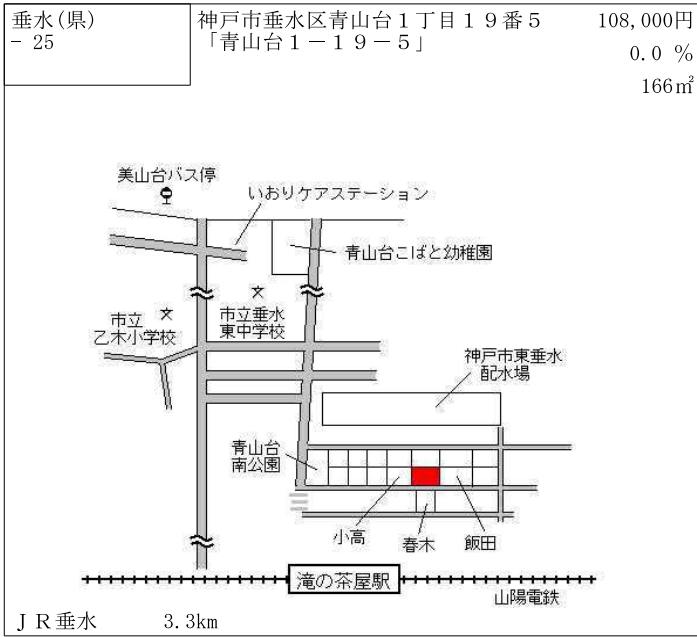 垂水(県)
- 25
神戸市垂水区青山台１丁目１９番５
「青山台１－１９－５」
108,000円
0.0 %
166㎡
美山台バス停
いおりケアステーション
青山台こばと幼稚園
市立
乙木小学校
市立垂水
東中学校
神戸市東垂水
配水場
青山台
南公園
小高
春木
飯田
滝の茶屋駅
山陽電鉄
ＪＲ垂水 3.3km